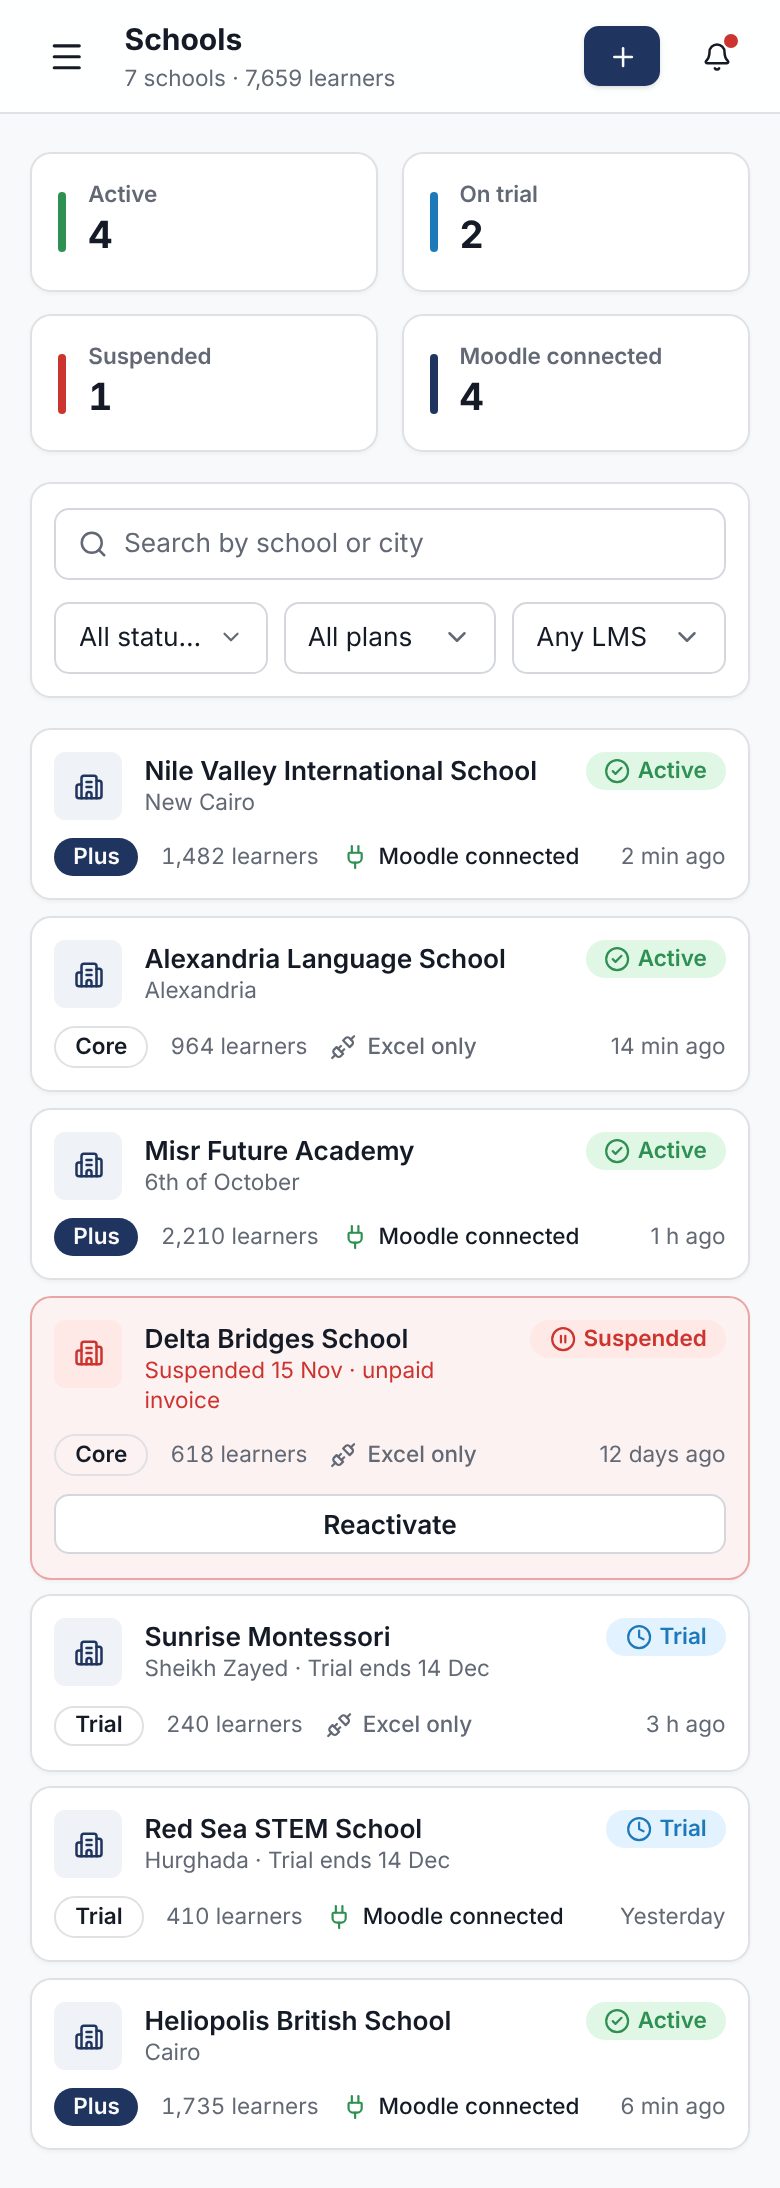 Schools
7 schools · 7,659 learners
Active
4
On trial
2
Suspended
1
Moodle connected
4
Search by school or city
All statu...
All plans
Any LMS
Nile Valley International School
Active
New Cairo
Plus 1,482 learners Moodle connected 2 min ago
Alexandria Language School
Active
Alexandria
Core 964 learners Excel only 14 min ago
Misr Future Academy
Active
6th of October
Plus 2,210 learners Moodle connected 1 h ago
Delta Bridges School
Suspended
Suspended 15 Nov · unpaid
invoice
Core 618 learners Excel only 12 days ago
Reactivate
Sunrise Montessori
Trial
Sheikh Zayed · Trial ends 14 Dec
Trial 240 learners Excel only 3 h ago
Red Sea STEM School
Trial
Hurghada · Trial ends 14 Dec
Trial 410 learners Moodle connected Yesterday
Heliopolis British School
Active
Cairo
Plus 1,735 learners Moodle connected 6 min ago